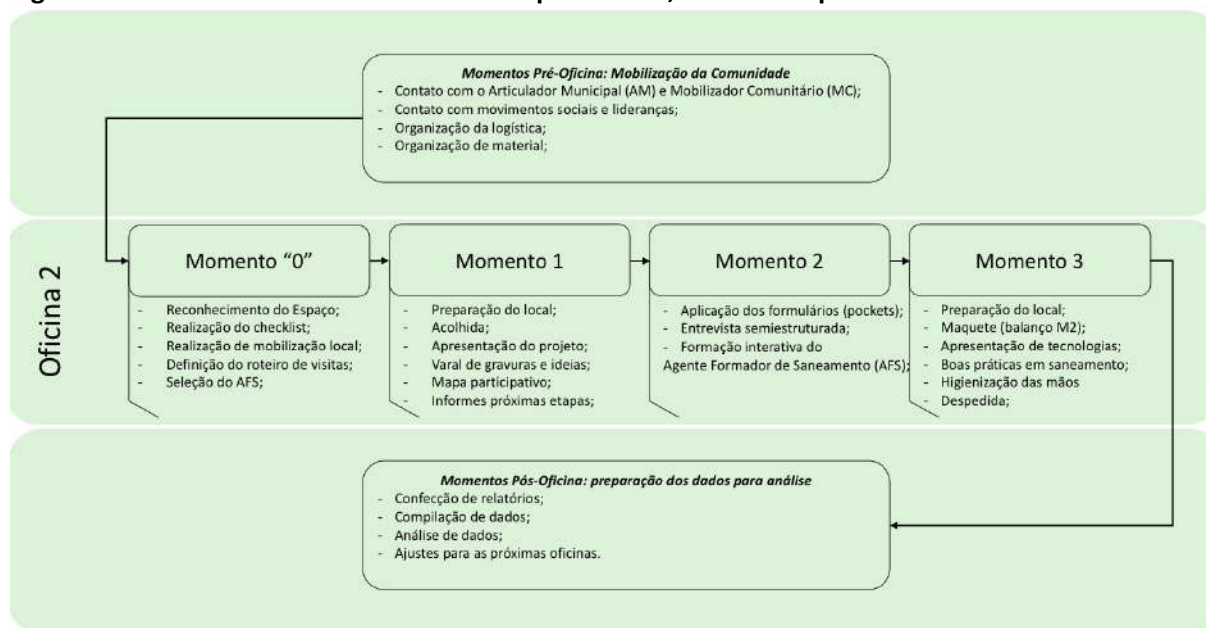 Momentos Pré-Oficina: Mobilização da Comunidade
- Contato com o Articulador Municipal (AM) e Mobilizador Comunitário (MC);
- Contato com movimentos sociais e lideranças;
- Organização da logística;
- Organização de material;
Oficina 2
Momento “0”
- Reconhecimento do Espaço;
- Realização do checklist;
- Realização de mobilização local;
- Definição do roteiro de visitas;
- Seleção do AFS;
Momento 1
- Preparação do local;
- Acolhida;
- Apresentação do projeto;
- Varal de gravuras e ideias;
- Mapa participativo;
- Informes próximas etapas;
Momento 2
- Aplicação dos formulários (pockets);
- Entrevista semiestruturada;
- Formação interativa do
Agente Formador de Saneamento (AFS);
Momento 3
- Preparação do local;
- Maquete (balanço M2);
- Apresentação de tecnologias;
- Boas práticas em saneamento;
- Higienização das mãos
- Despedida;
Momentos Pós-Oficina: preparação dos dados para análise
- Confecção de relatórios;
- Compilação de dados;
- Análise de dados;
- Ajustes para as próximas oficinas.